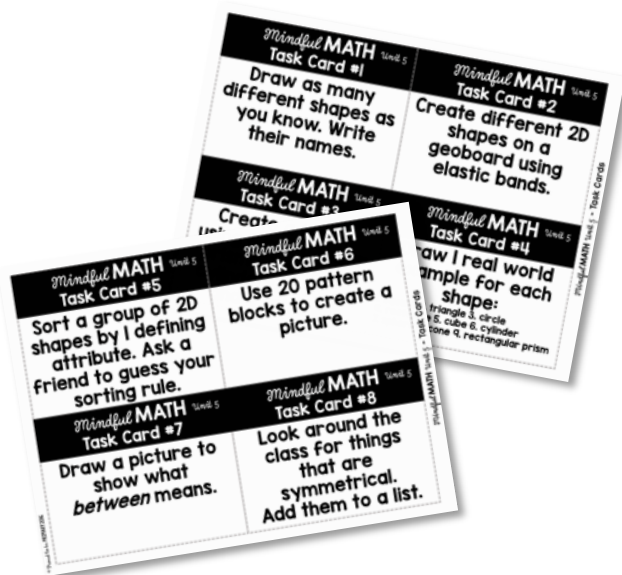 Mindful MATH Unit 5
Task Card #1
Draw as many
different shapes as
you know. Write
their names.
Mindful MATH Unit 5
Task Card #2
Create different 2D
shapes on a
geoboard using
elastic bands.
Mindful MATH Unit 5
Task Card #3
Create
Mindful MATH Unit 5
Task Card #4
raw 1 real world
ample for each
shape:
triangle 3. circle
5. cube 6. cylinder
cone 9. rectangular prism
Mindful MATH Unit 5 - Task Cards
Mindful MATH Unit 5
Task Card #5
Sort a group of 2D
shapes by 1 defining
attribute. Ask a
friend to guess your
sorting rule.
Mindful MATH Unit 5
Task Card #6
Use 20 pattern
blocks to create a
picture.
Mindful MATH Unit 5
Task Card #7
Draw a picture to
show what
between means.
Mindful MATH Unit 5
Task Card #8
Look around the
class for things
that are
symmetrical.
Add them to a list.
Mindful MATH Unit 5 - Task Cards